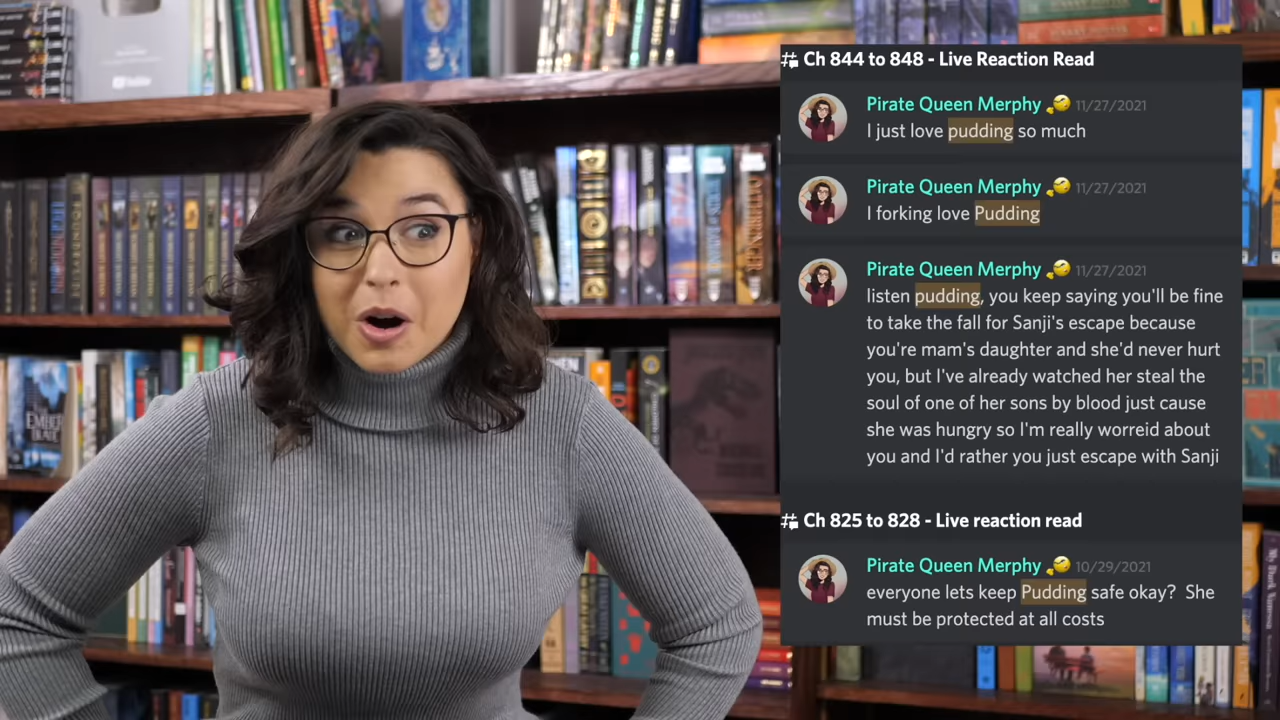 Ch 844 to 848 - Live Reaction Read
Pirate Queen Merphy 11/27/2021
I just love pudding so much
Pirate Queen Merphy 11/27/2021
I forking love Pudding
Pirate Queen Merphy 11/27/2021
listen pudding, you keep saying you'll be fine
to take the fall for Sanji's escape because
you're mam's daughter and she'd never hurt
you, but I've already watched her steal the
soul of one of her sons by blood just cause
she was hungry so I'm really worreid about
you and I'd rather you just escape with Sanji
Ch 825 to 828 - Live reaction read
Pirate Queen Merphy 10/29/2021
everyone lets keep Pudding safe okay? She
must be protected at all costs